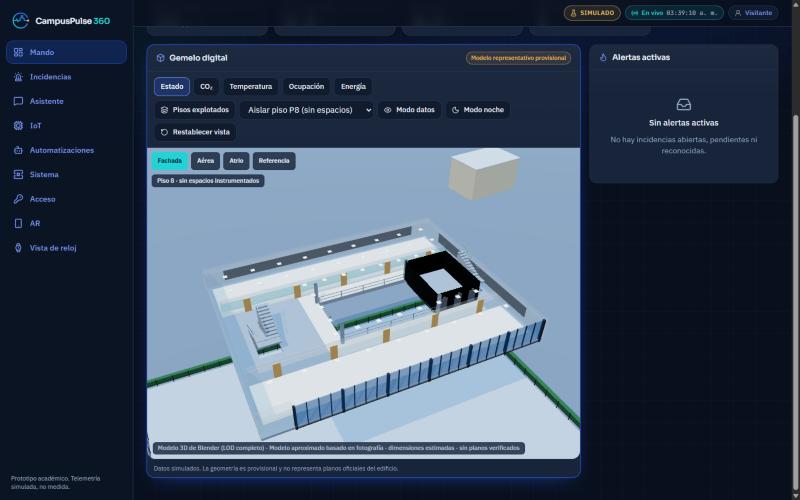 CampusPulse 360
SIMULADO
En vivo 03:39:10 a. m.
Visitante
Mando
Incidencias
Asistente
IoT
Automatizaciones
Sistema
Acceso
AR
Vista de reloj
Prototipo académico. Telemetría
simulada, no medida.
Gemelo digital
Modelo representativo provisional
Estado
CO₂
Temperatura
Ocupación
Energía
Pisos explotados
Aislar piso P8 (sin espacios)
Modo datos
Modo noche
Restablecer vista
Fachada
Aérea
Atrio
Referencia
Piso 8 · sin espacios instrumentados
Modelo 3D de Blender (LOD completo) · Modelo aproximado basado en fotografía · dimensiones estimadas · sin planos verificados
Datos simulados. La geometría es provisional y no representa planos oficiales del edificio.
Alertas activas
Sin alertas activas
No hay incidencias abiertas, pendientes ni
reconocidas.